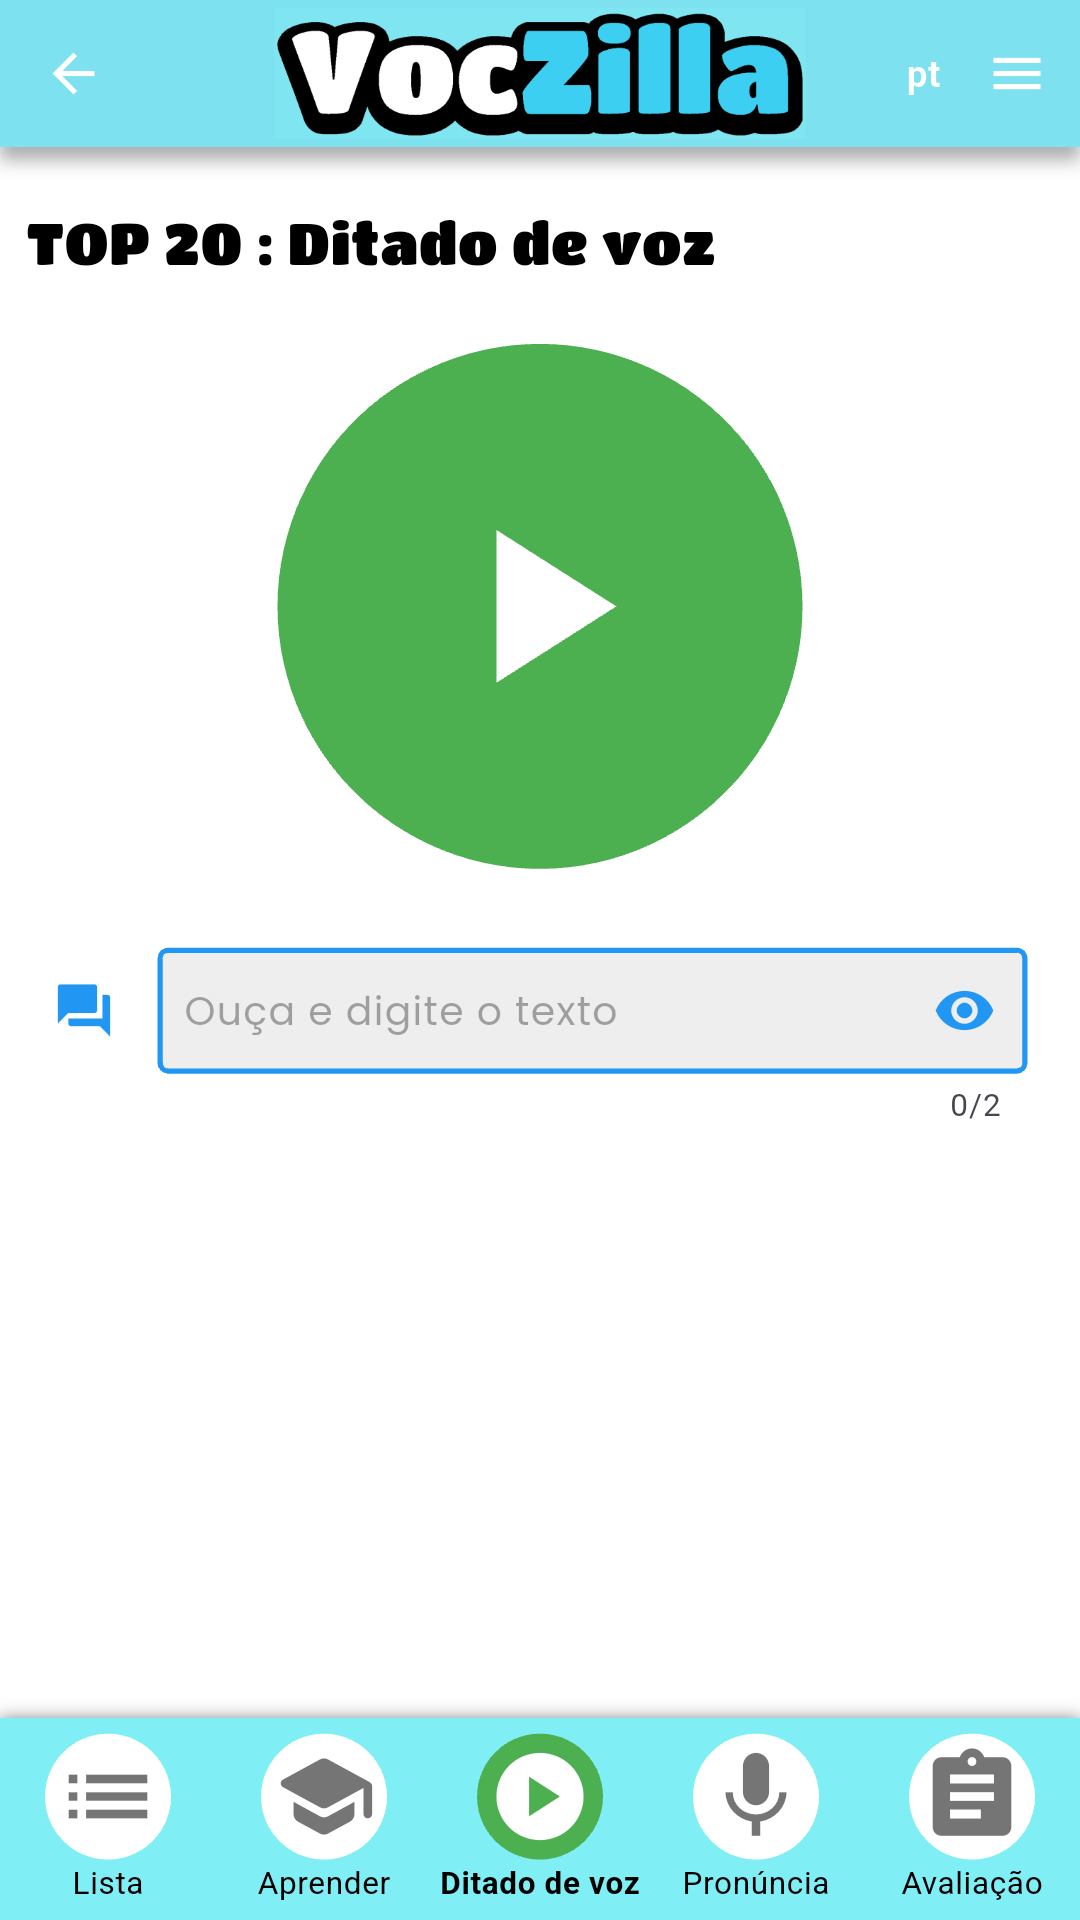 VocZilla
pt
TOP 20 : Ditado de voz
Ouça e digite o texto
0/2
Lista
Aprender
Ditado de voz
Pronúncia
Avaliação